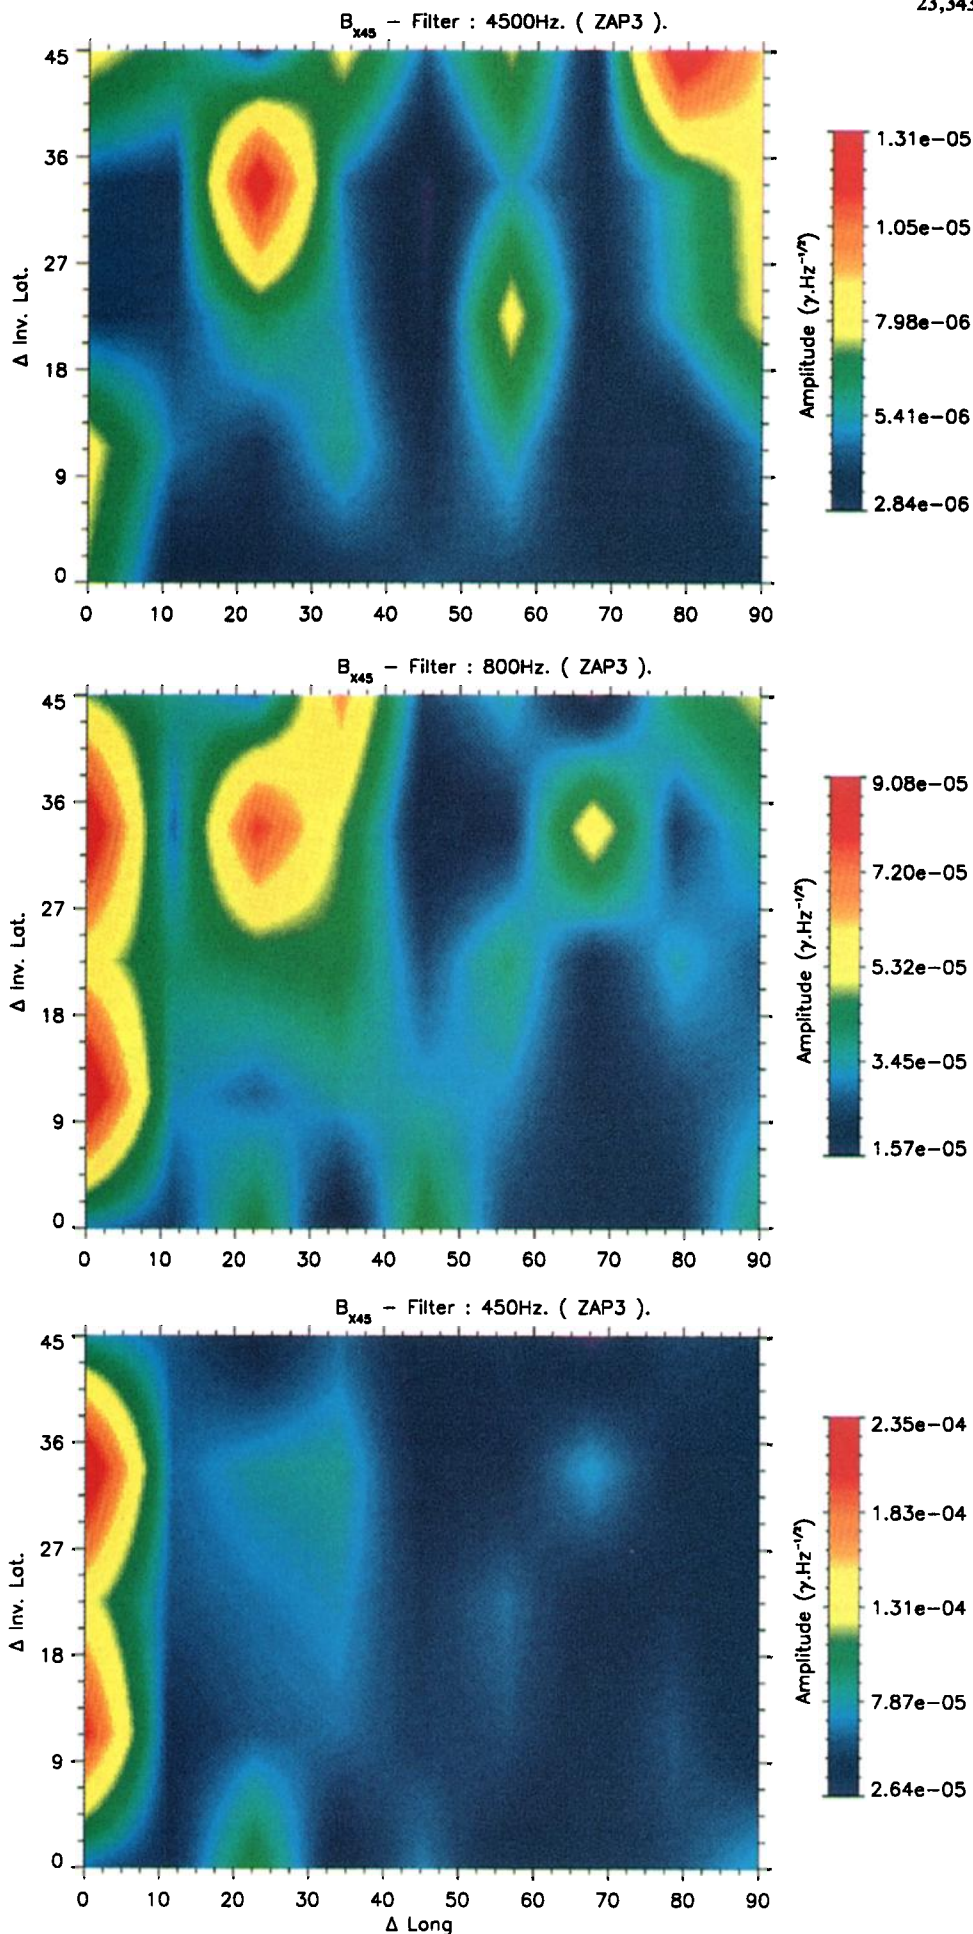 23,343
B_x45 – Filter : 4500Hz. ( ZAP3 ).
45
36
27
18
9
0
Δ Inv. Lat.
0 10 20 30 40 50 60 70 80 90
Amplitude (γ.Hz^-1/2)
1.31e-05
1.05e-05
7.98e-06
5.41e-06
2.84e-06
B_x45 – Filter : 800Hz. ( ZAP3 ).
45
36
27
18
9
0
Δ Inv. Lat.
0 10 20 30 40 50 60 70 80 90
Amplitude (γ.Hz^-1/2)
9.08e-05
7.20e-05
5.32e-05
3.45e-05
1.57e-05
B_x45 – Filter : 450Hz. ( ZAP3 ).
45
36
27
18
9
0
Δ Inv. Lat.
0 10 20 30 40 50 60 70 80 90
Δ Long
Amplitude (γ.Hz^-1/2)
2.35e-04
1.83e-04
1.31e-04
7.87e-05
2.64e-05